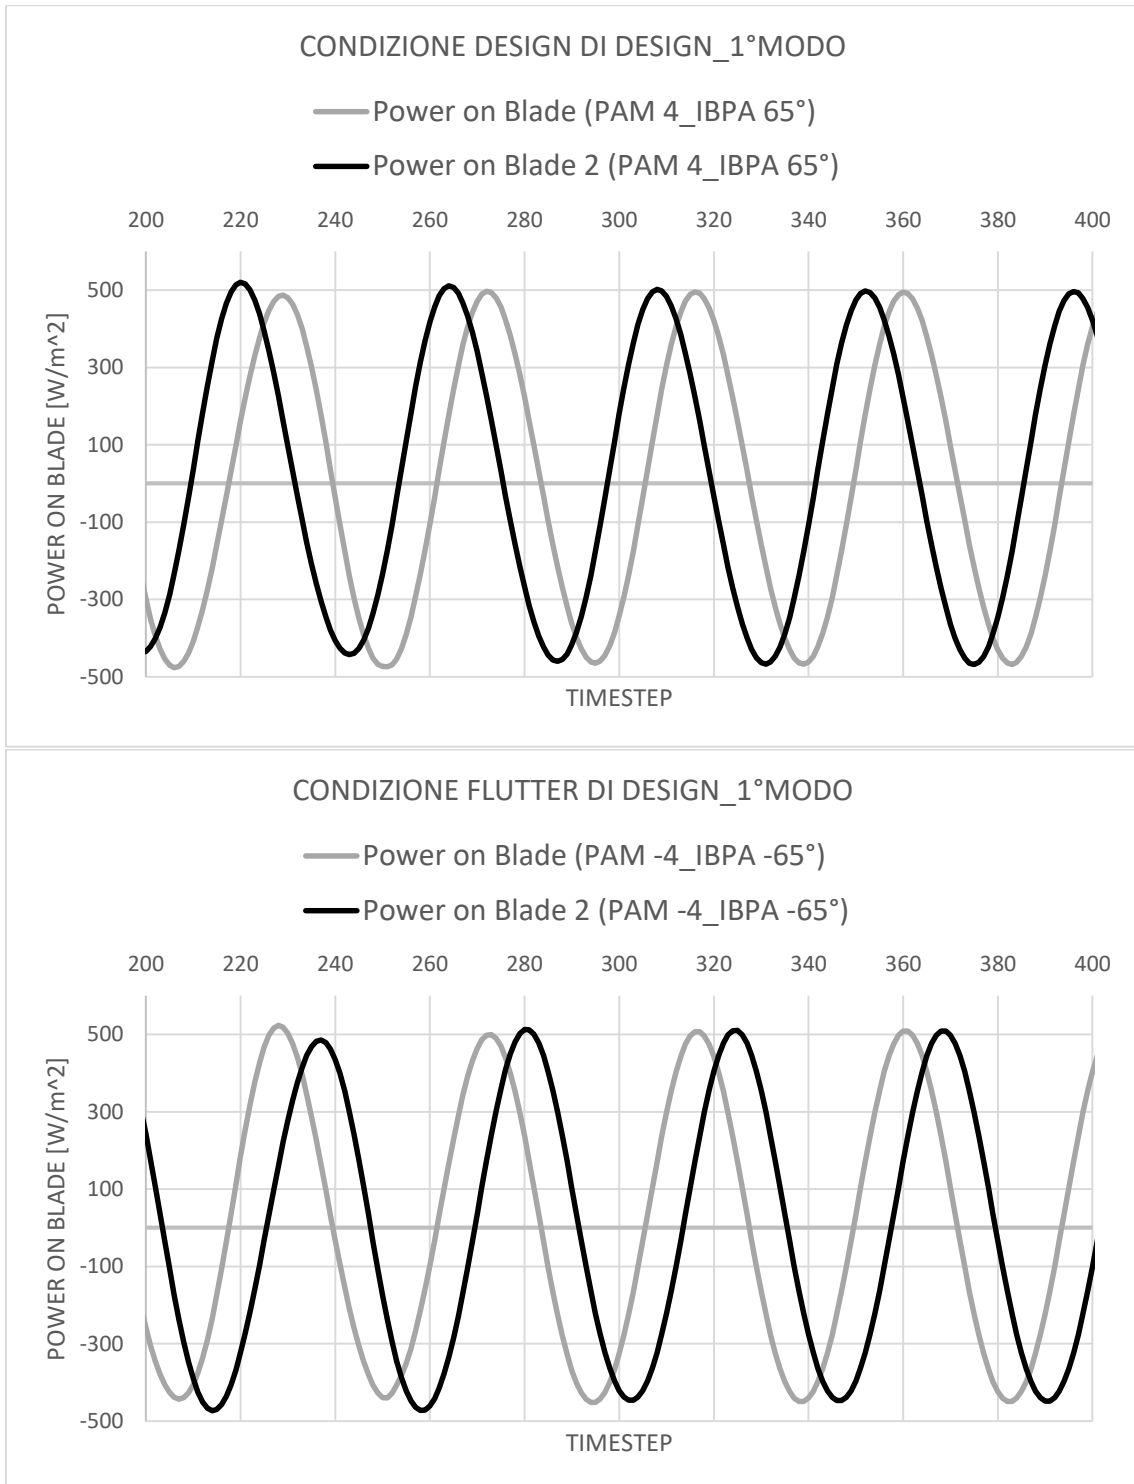 CONDIZIONE DESIGN DI DESIGN_1°MODO
Power on Blade (PAM 4_IBPA 65°)
Power on Blade 2 (PAM 4_IBPA 65°)
200 220 240 260 280 300 320 340 360 380 400
500
300
100
-100
-300
-500
POWER ON BLADE [W/m^2]
TIMESTEP
CONDIZIONE FLUTTER DI DESIGN_1°MODO
Power on Blade (PAM -4_IBPA -65°)
Power on Blade 2 (PAM -4_IBPA -65°)
200 220 240 260 280 300 320 340 360 380 400
500
300
100
-100
-300
-500
POWER ON BLADE [W/m^2]
TIMESTEP